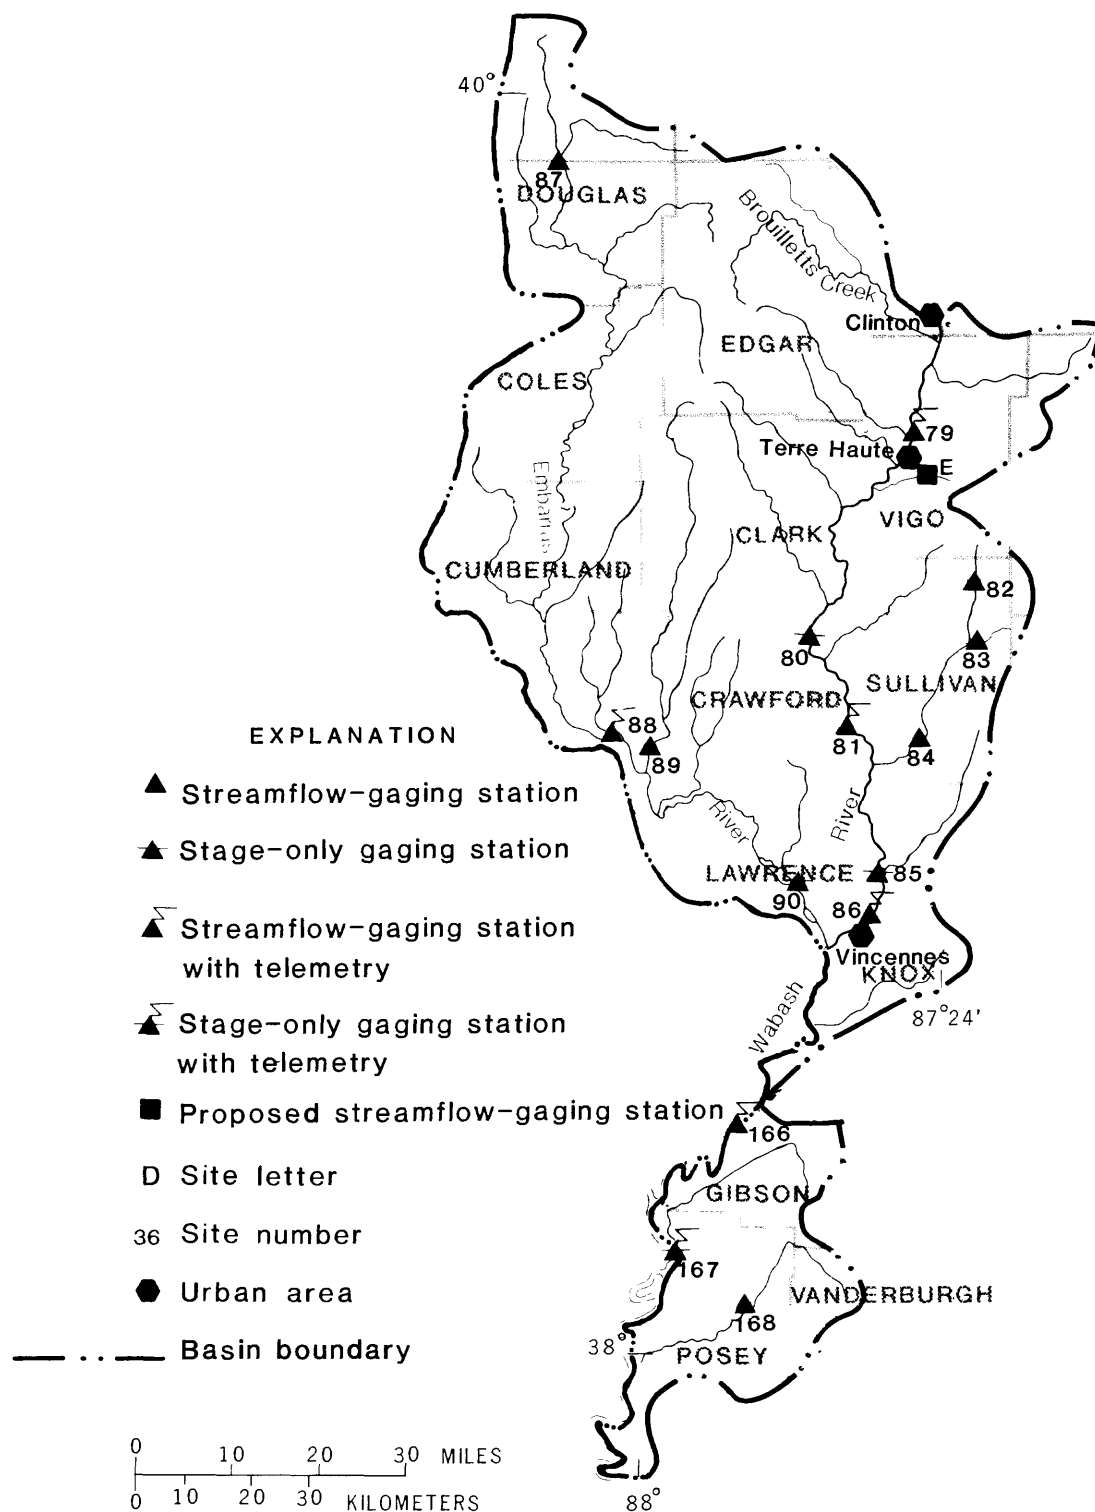 40°
87
DOUGLAS
Brouilletts Creek
Clinton
EDGAR
COLES
79
Terre Haute
E
Embarras
VIGO
CLARK
CUMBERLAND
82
80
83
SULLIVAN
CRAWFORD
88
81
84
89
River
River
LAWRENCE
85
90
86
Vincennes
KNOX
87°24'
Wabash
166
GIBSON
167
VANDERBURGH
168
38°
POSEY
88°
EXPLANATION
Streamflow-gaging station
Stage-only gaging station
Streamflow-gaging station
with telemetry
Stage-only gaging station
with telemetry
Proposed streamflow-gaging station
D Site letter
36 Site number
Urban area
Basin boundary
0 10 20 30 MILES
0 10 20 30 KILOMETERS